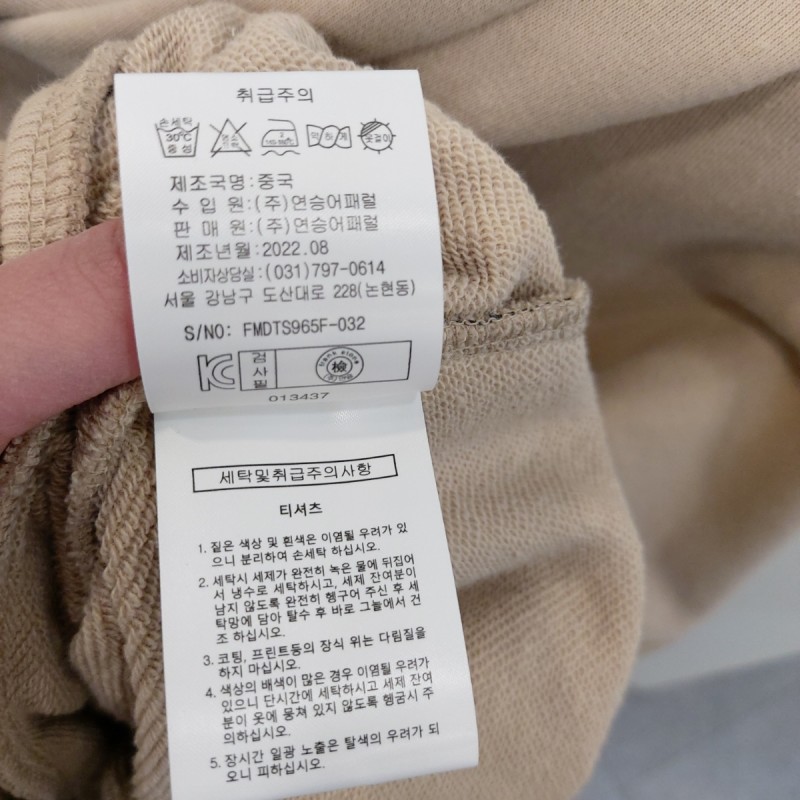 취급주의
손세탁
30℃
중성
약하게
옷걸이
제조국명:중국
수 입 원:(주)연승어패럴
판 매 원:(주)연승어패럴
제조년월:2022.08
소비자상담실:(031)797-0614
서울 강남구 도산대로 228(논현동)
S/NO: FMDTS965F-032
검사필
檢
013437
세탁및취급주의사항
티셔츠
1. 짙은 색상 및 흰색은 이염될 우려가 있
으니 분리하여 손세탁 하십시오.
2. 세탁시 세제가 완전히 녹은 물에 뒤집어
서 냉수로 세탁하시고, 세제 잔여분이
남지 않도록 완전히 헹구어 주신 후 세
탁망에 담아 탈수 후 바로 그늘에서 건
조 하십시오.
3. 코팅, 프린트등의 장식 위는 다림질을
하지 마십시오.
4. 색상의 배색이 많은 경우 이염될 우려가
있으니 단시간에 세탁하시고 세제 잔여
분이 옷에 뭉쳐 있지 않도록 헹굼시 주
의하십시오.
5. 장시간 일광 노출은 탈색의 우려가 되
오니 피하십시오.